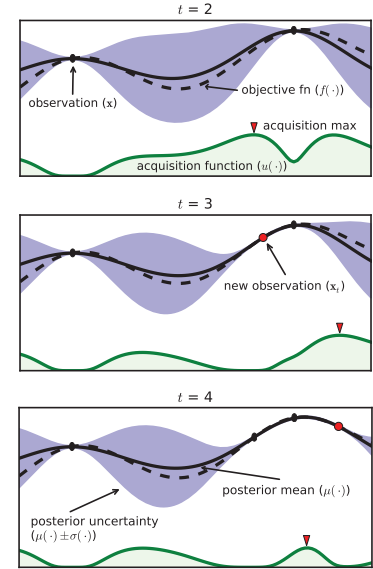 t = 2
objective fn (f(·))
observation (x)
acquisition max
acquisition function (u(·))
t = 3
new observation (xₜ)
t = 4
posterior mean (μ(·))
posterior uncertainty
(μ(·) ± σ(·))